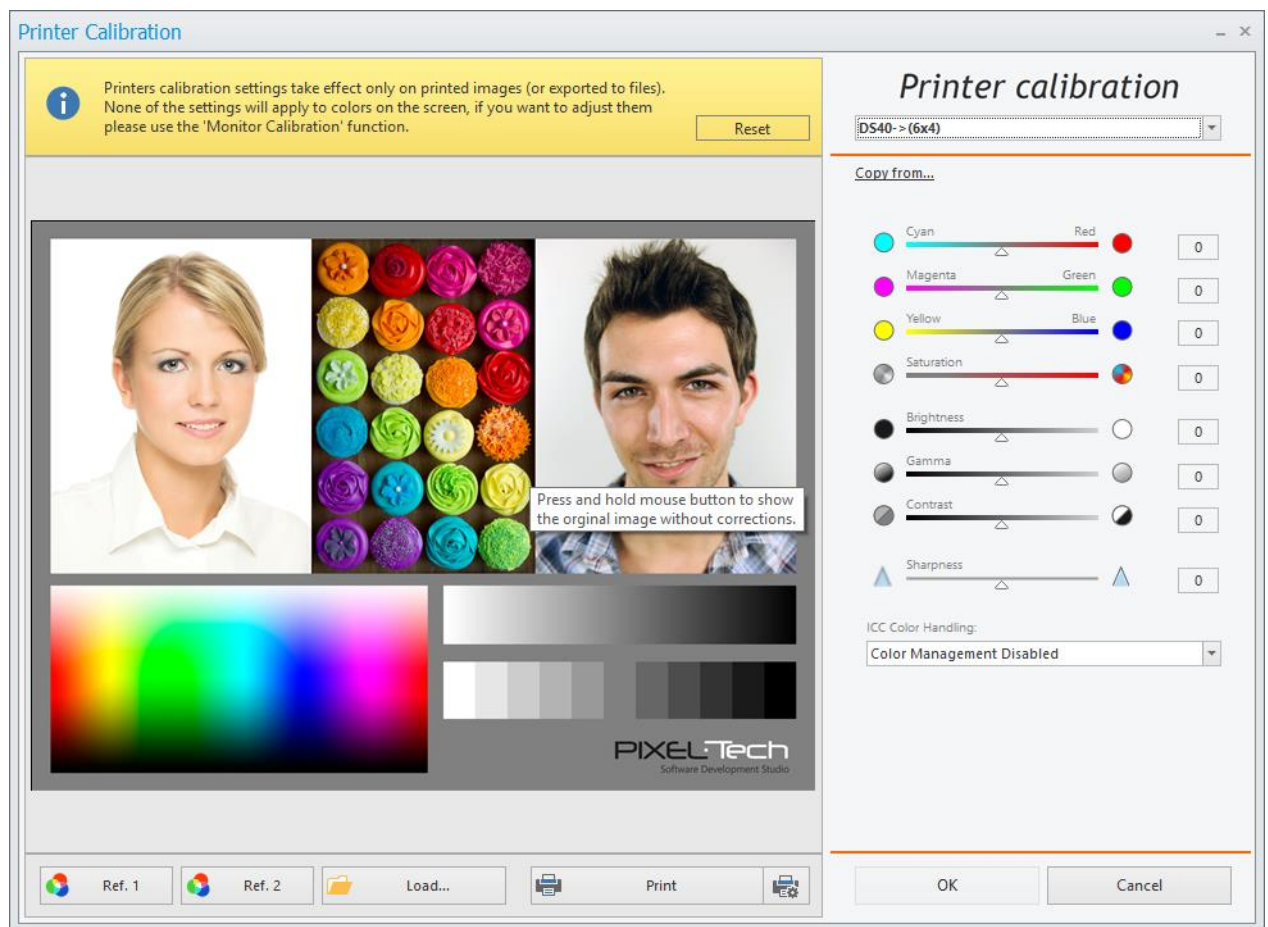 Printer Calibration
Printers calibration settings take effect only on printed images (or exported to files).
None of the settings will apply to colors on the screen, if you want to adjust them
please use the 'Monitor Calibration' function.
Reset
Press and hold mouse button to show
the orginal image without corrections.
PIXEL-Tech
Software Development Studio
Ref. 1
Ref. 2
Load...
Print
Printer calibration
DS40->(6x4)
Copy from...
Cyan Red
0
Magenta Green
0
Yellow Blue
0
Saturation
0
Brightness
0
Gamma
0
Contrast
0
Sharpness
0
ICC Color Handling:
Color Management Disabled
OK
Cancel